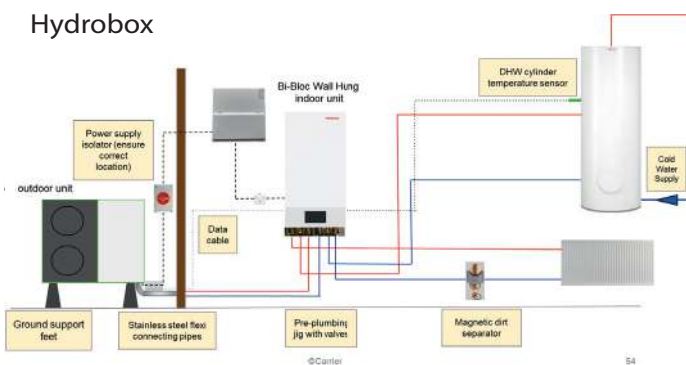 Hydrobox
DHW cylinder
temperature sensor
Bi-Bloc Wall Hung
indoor unit
Power supply
isolator (ensure
correct
location)
Cold
Water
Supply
outdoor unit
Data
cable
Ground support
feet
Stainless steel flexi
connecting pipes
Pre-plumbing
jig with valves
Magnetic dirt
separator
©Carrier
54